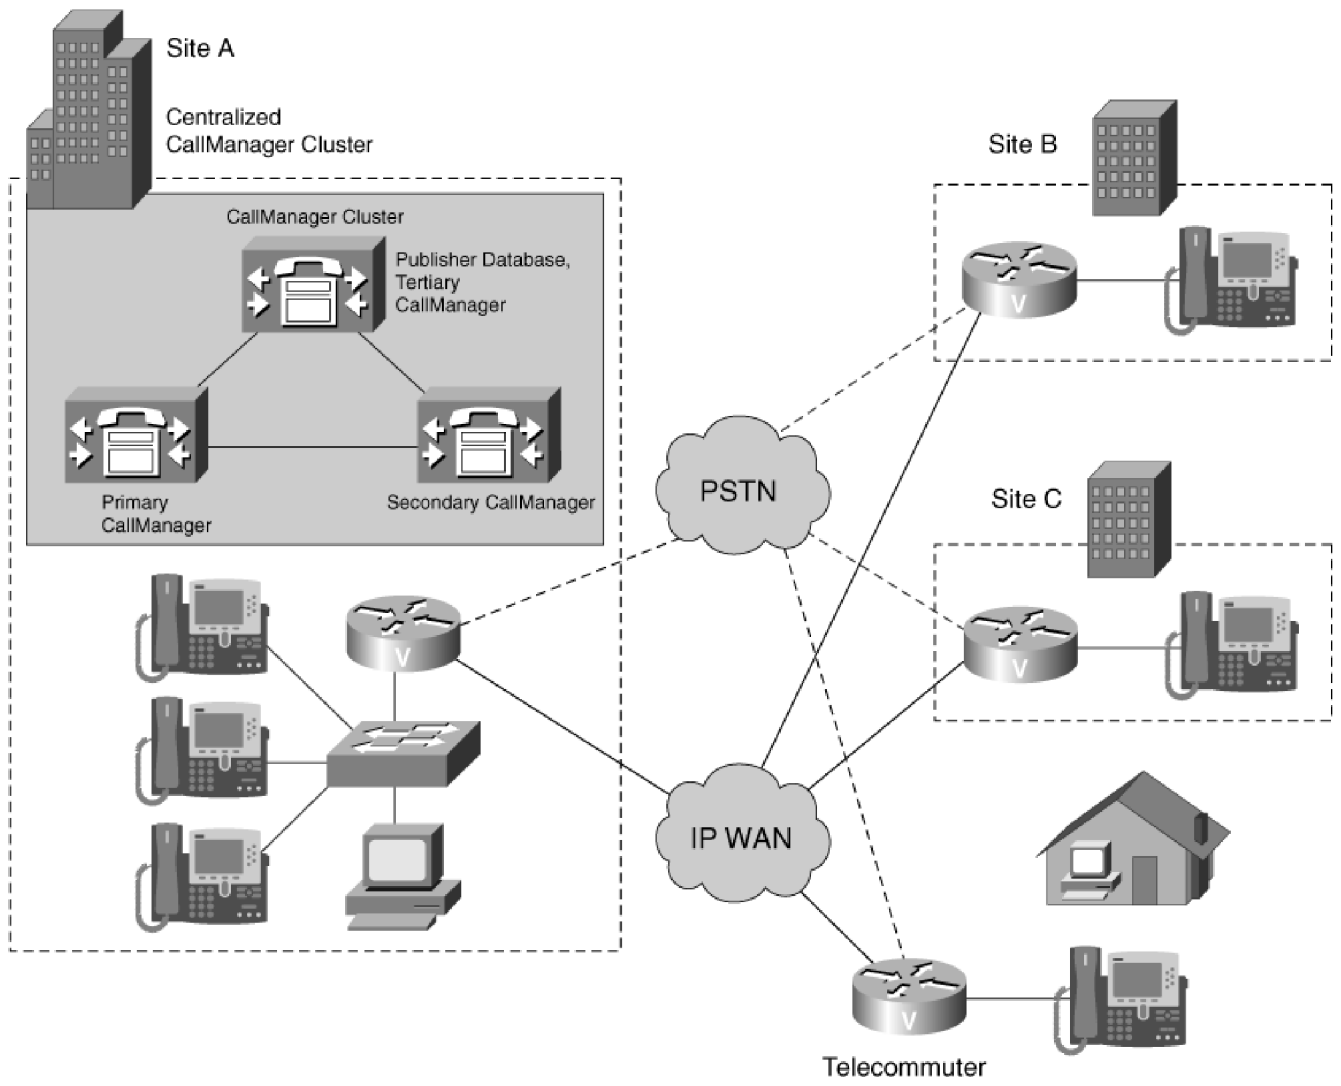 Site A
Centralized
CallManager Cluster
CallManager Cluster
Publisher Database,
Tertiary
CallManager
Primary
CallManager
Secondary CallManager
V
PSTN
IP WAN
Site B
V
Site C
V
V
Telecommuter